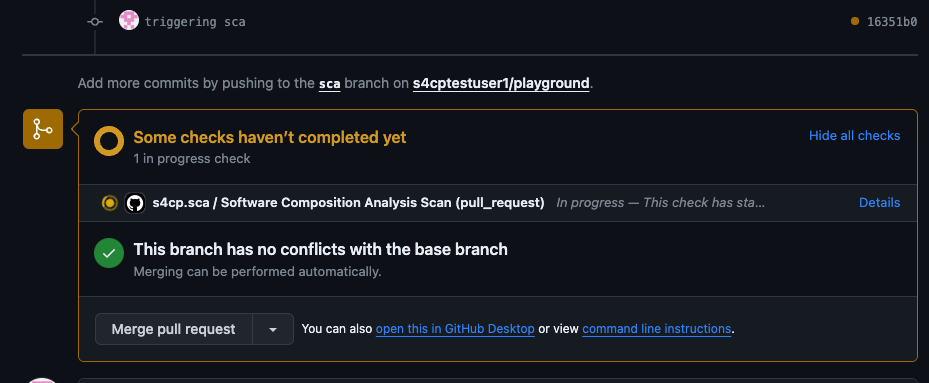 triggering sca
16351b0
Add more commits by pushing to the sca branch on s4cptestuser1/playground.
Some checks haven't completed yet
Hide all checks
1 in progress check
s4cp.sca / Software Composition Analysis Scan (pull_request) In progress — This check has sta...
Details
This branch has no conflicts with the base branch
Merging can be performed automatically.
Merge pull request
You can also open this in GitHub Desktop or view command line instructions.